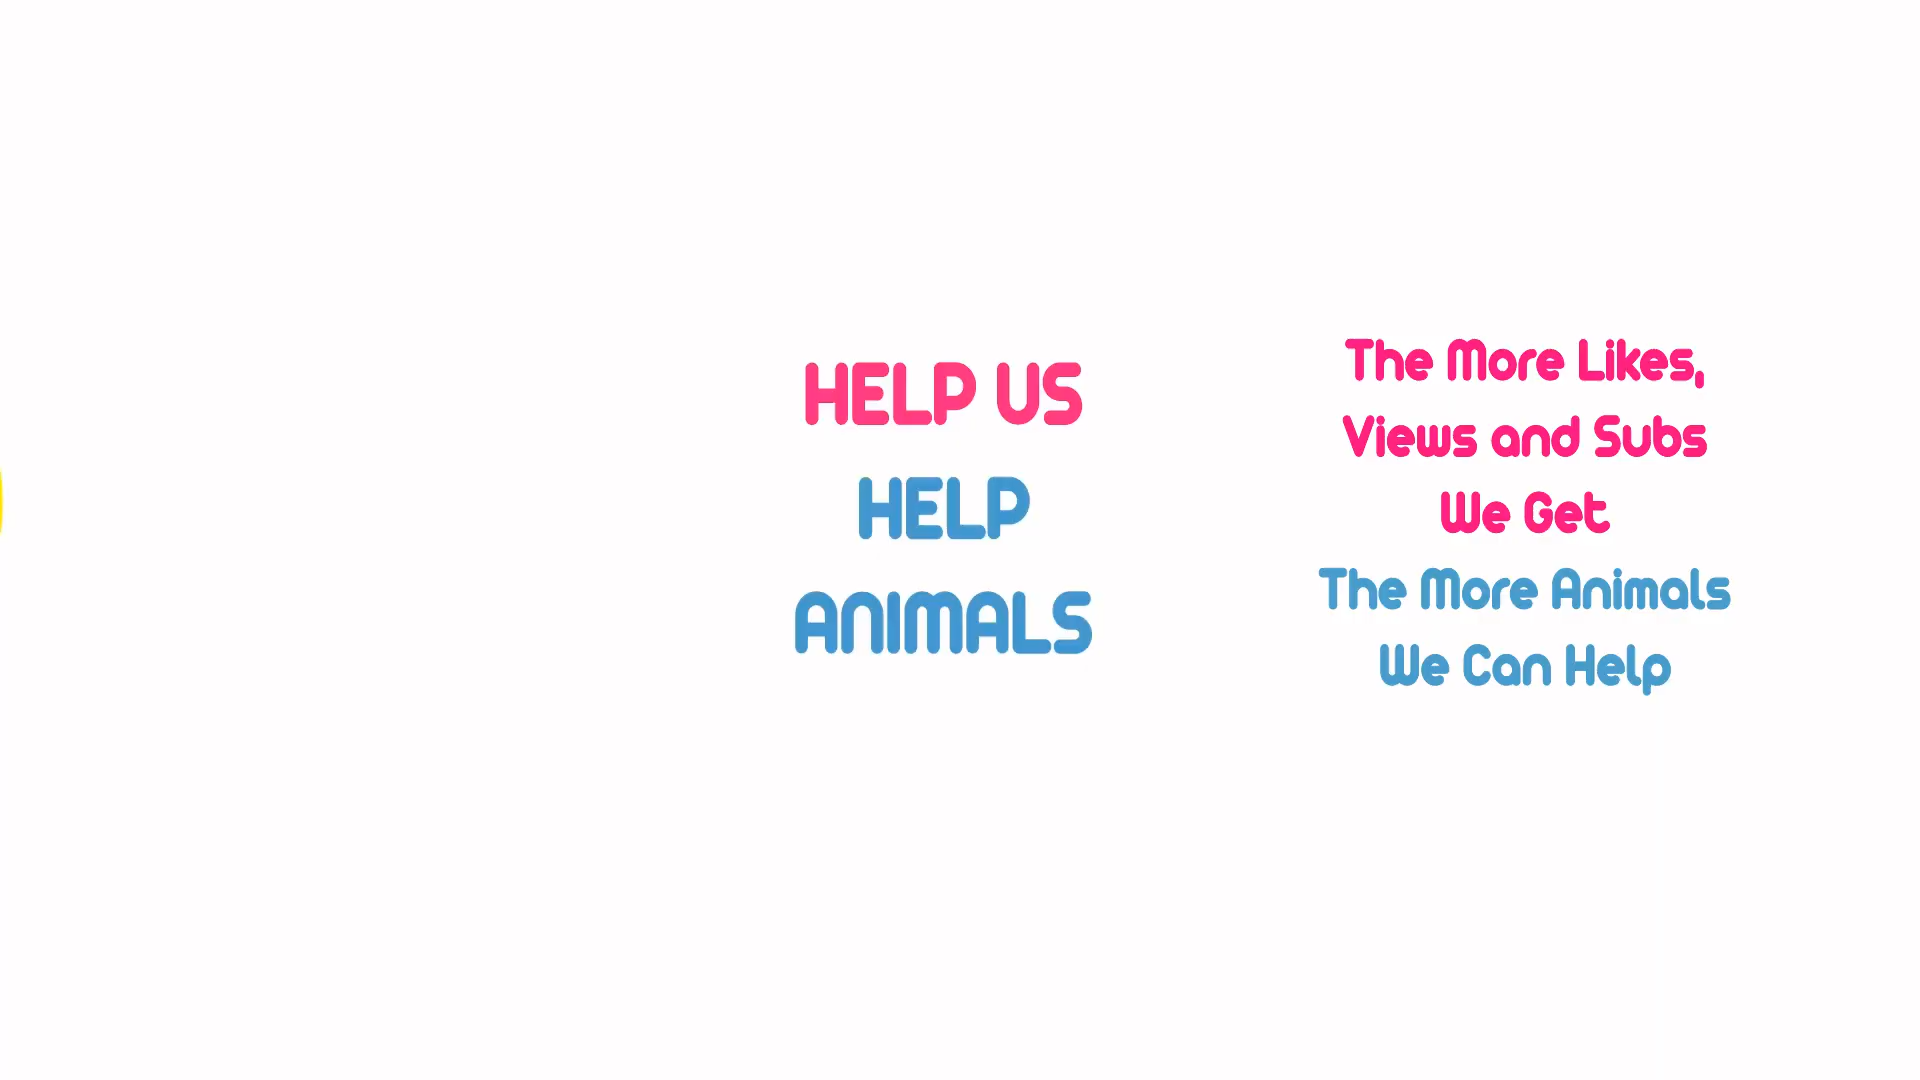 HELP US
HELP
ANIMALS
The More Likes,
Views and Subs
We Get
The More Animals
We Can Help